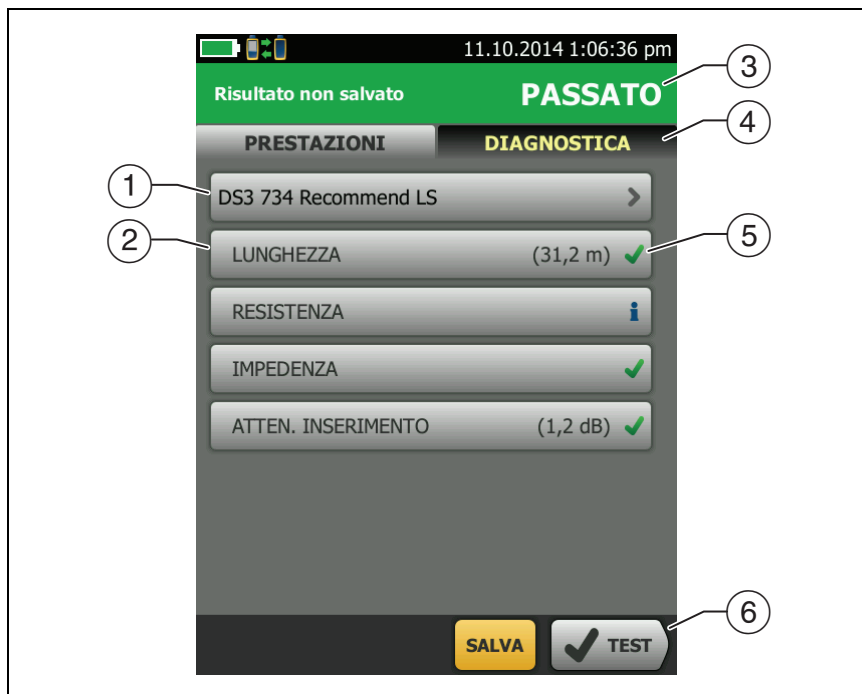 11.10.2014 1:06:36 pm
Risultato non salvato PASSATO
3
PRESTAZIONI DIAGNOSTICA
4
1
DS3 734 Recommend LS
2
LUNGHEZZA (31,2 m)
5
RESISTENZA i
IMPEDENZA
ATTEN. INSERIMENTO (1,2 dB)
SALVA TEST
6